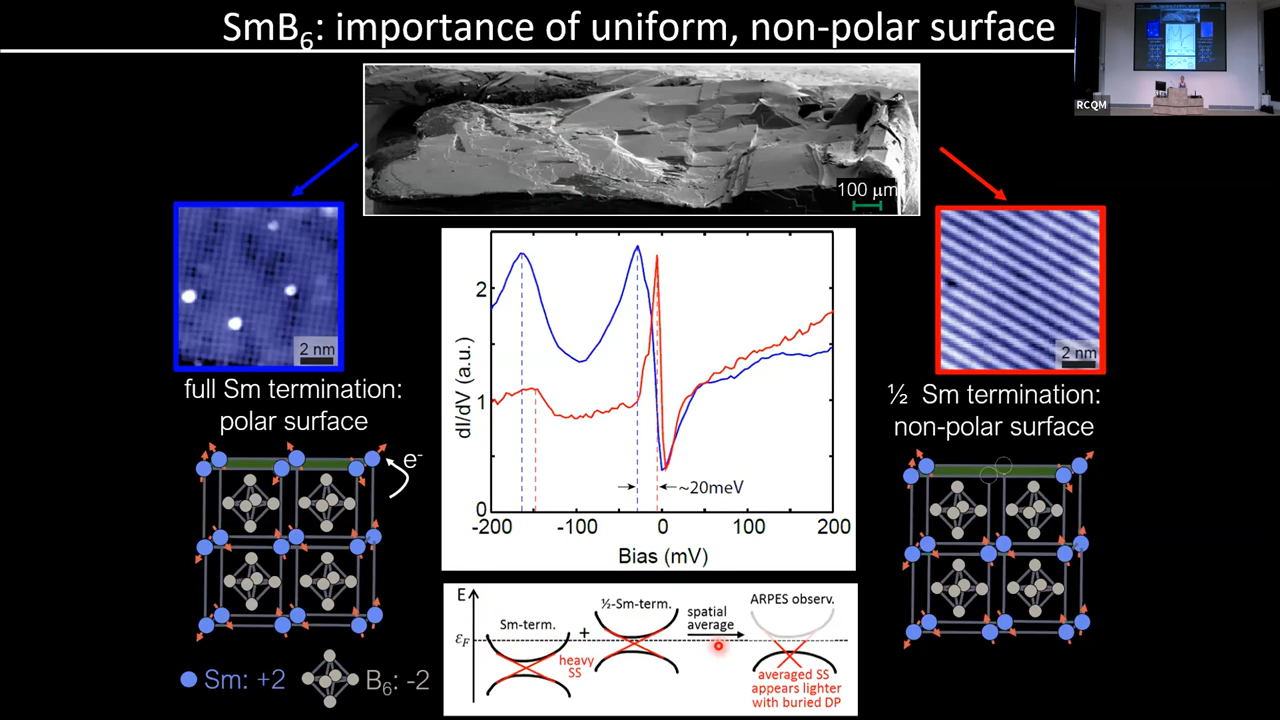 SmB₆: importance of uniform, non-polar surface
RCQM
100 μm
2 nm
2 nm
full Sm termination:
polar surface
½ Sm termination:
non-polar surface
e⁻
dI/dV (a.u.)
2
1
0
~20meV
-200 -100 0 100 200
Bias (mV)
E
εF
Sm-term.
+
½-Sm-term.
heavy
SS
spatial
average
ARPES observ.
averaged SS
appears lighter
with buried DP
Sm: +2
B₆: -2